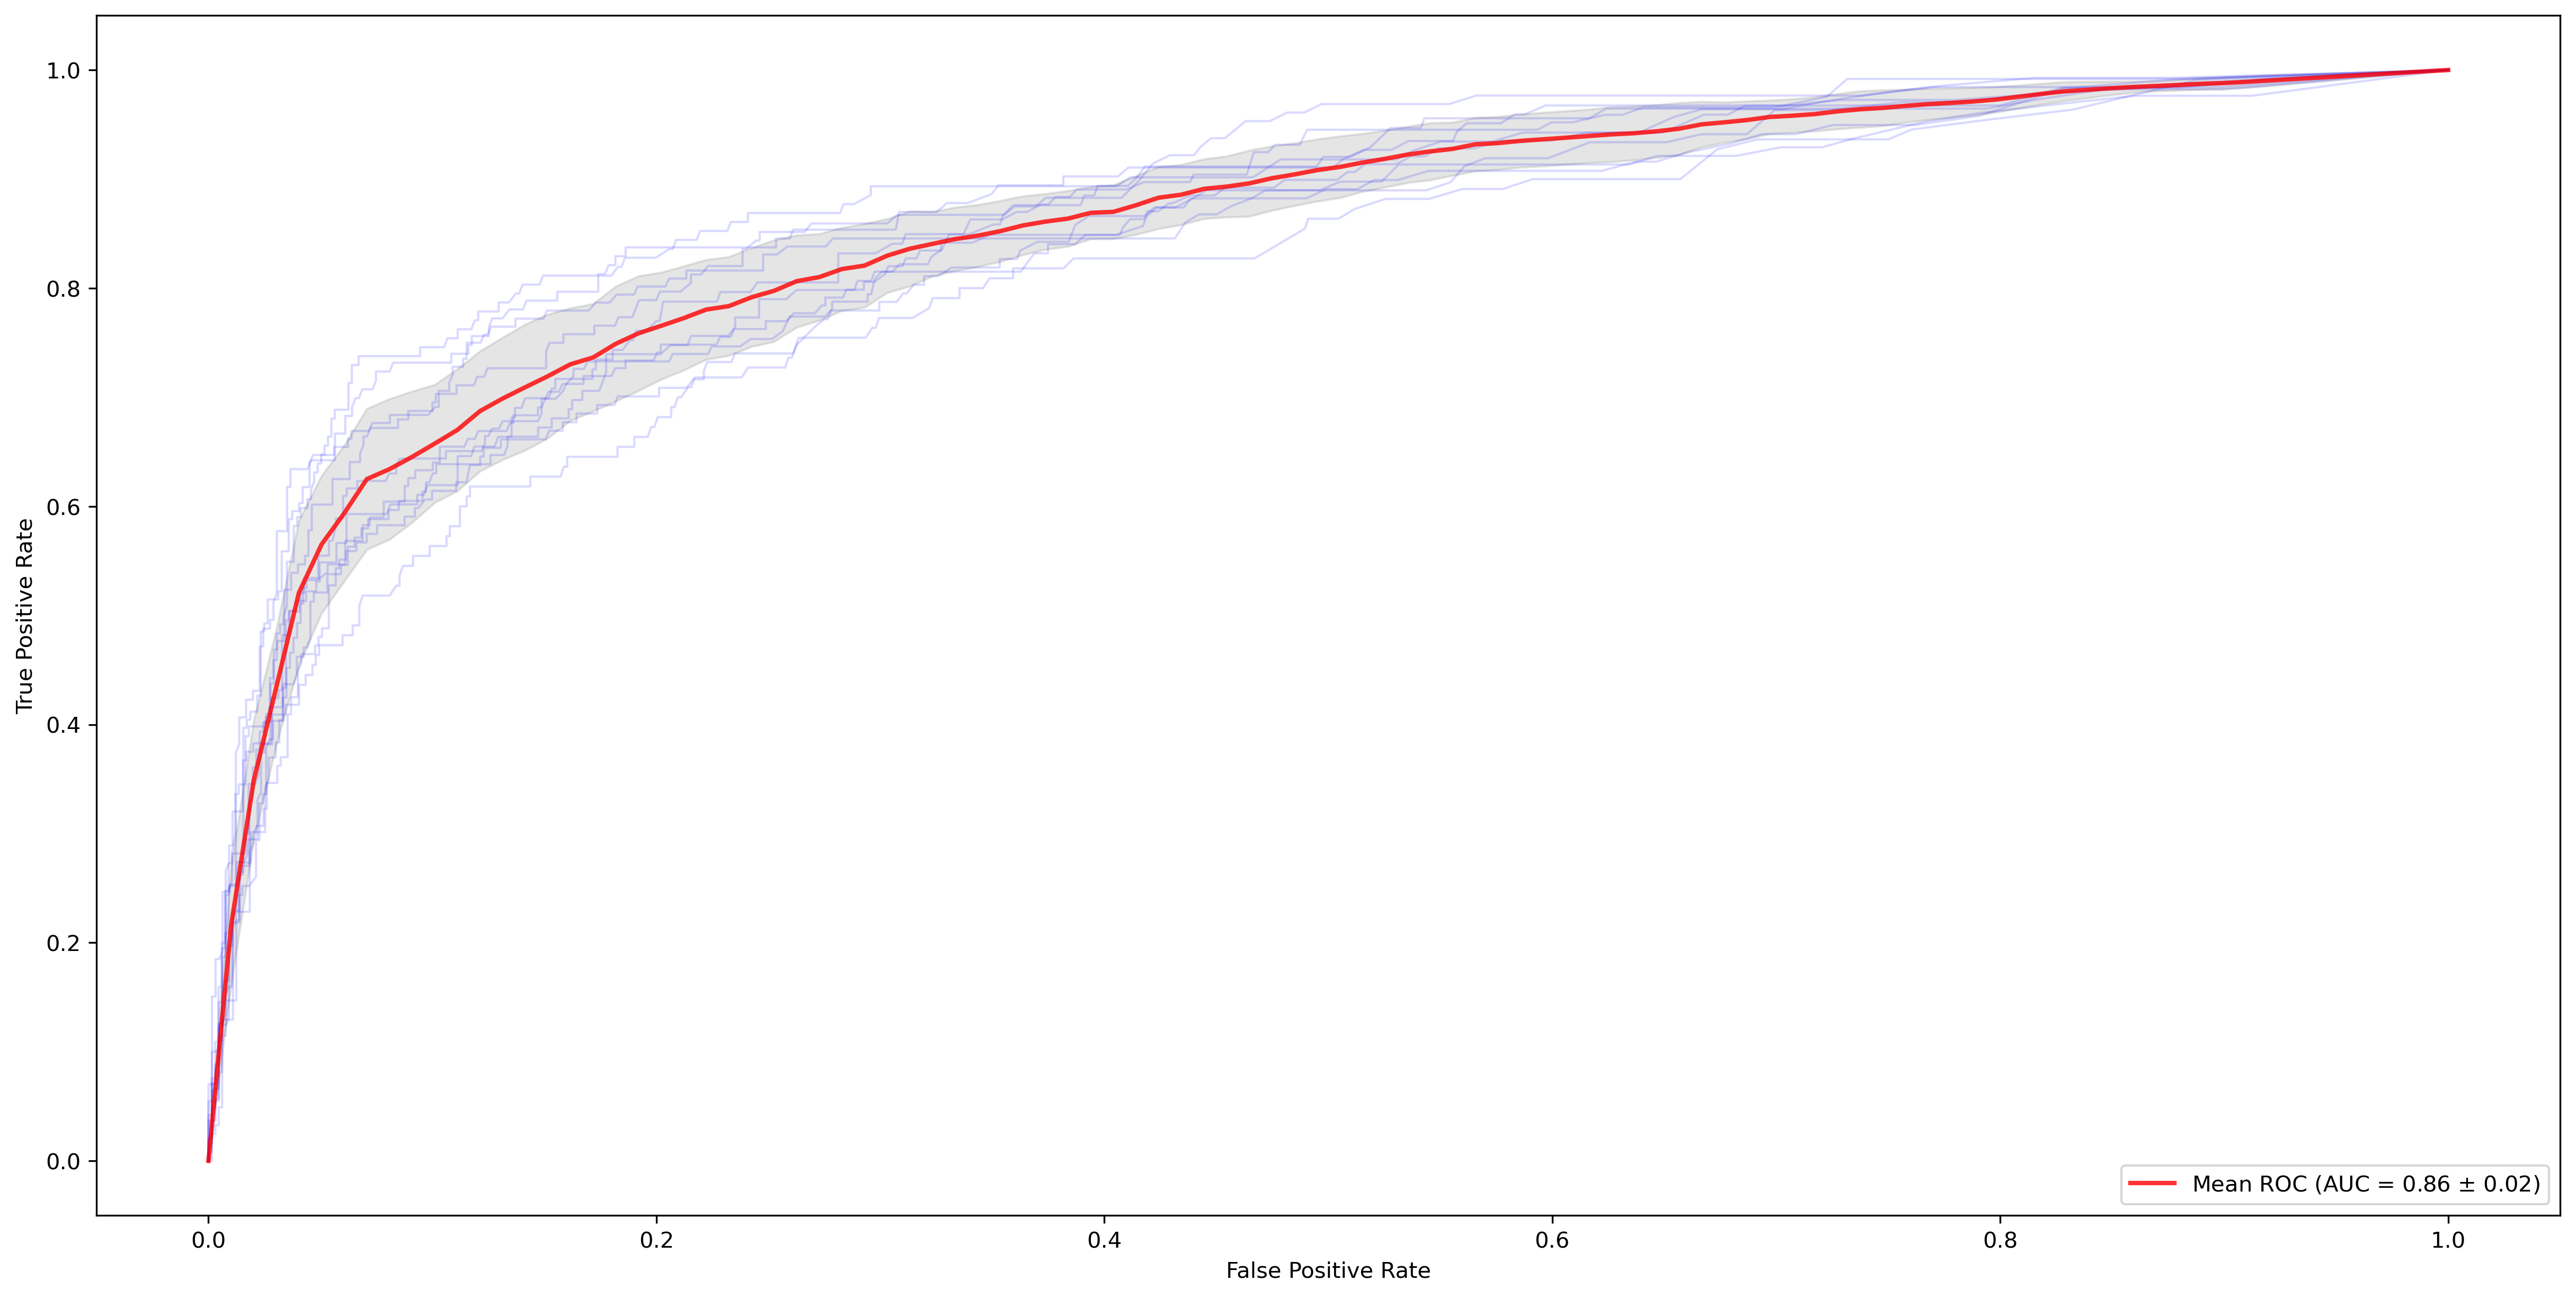 1.0
0.8
0.6
0.4
0.2
0.0
True Positive Rate
Mean ROC (AUC = 0.86 ± 0.02)
0.0 0.2 0.4 0.6 0.8 1.0
False Positive Rate